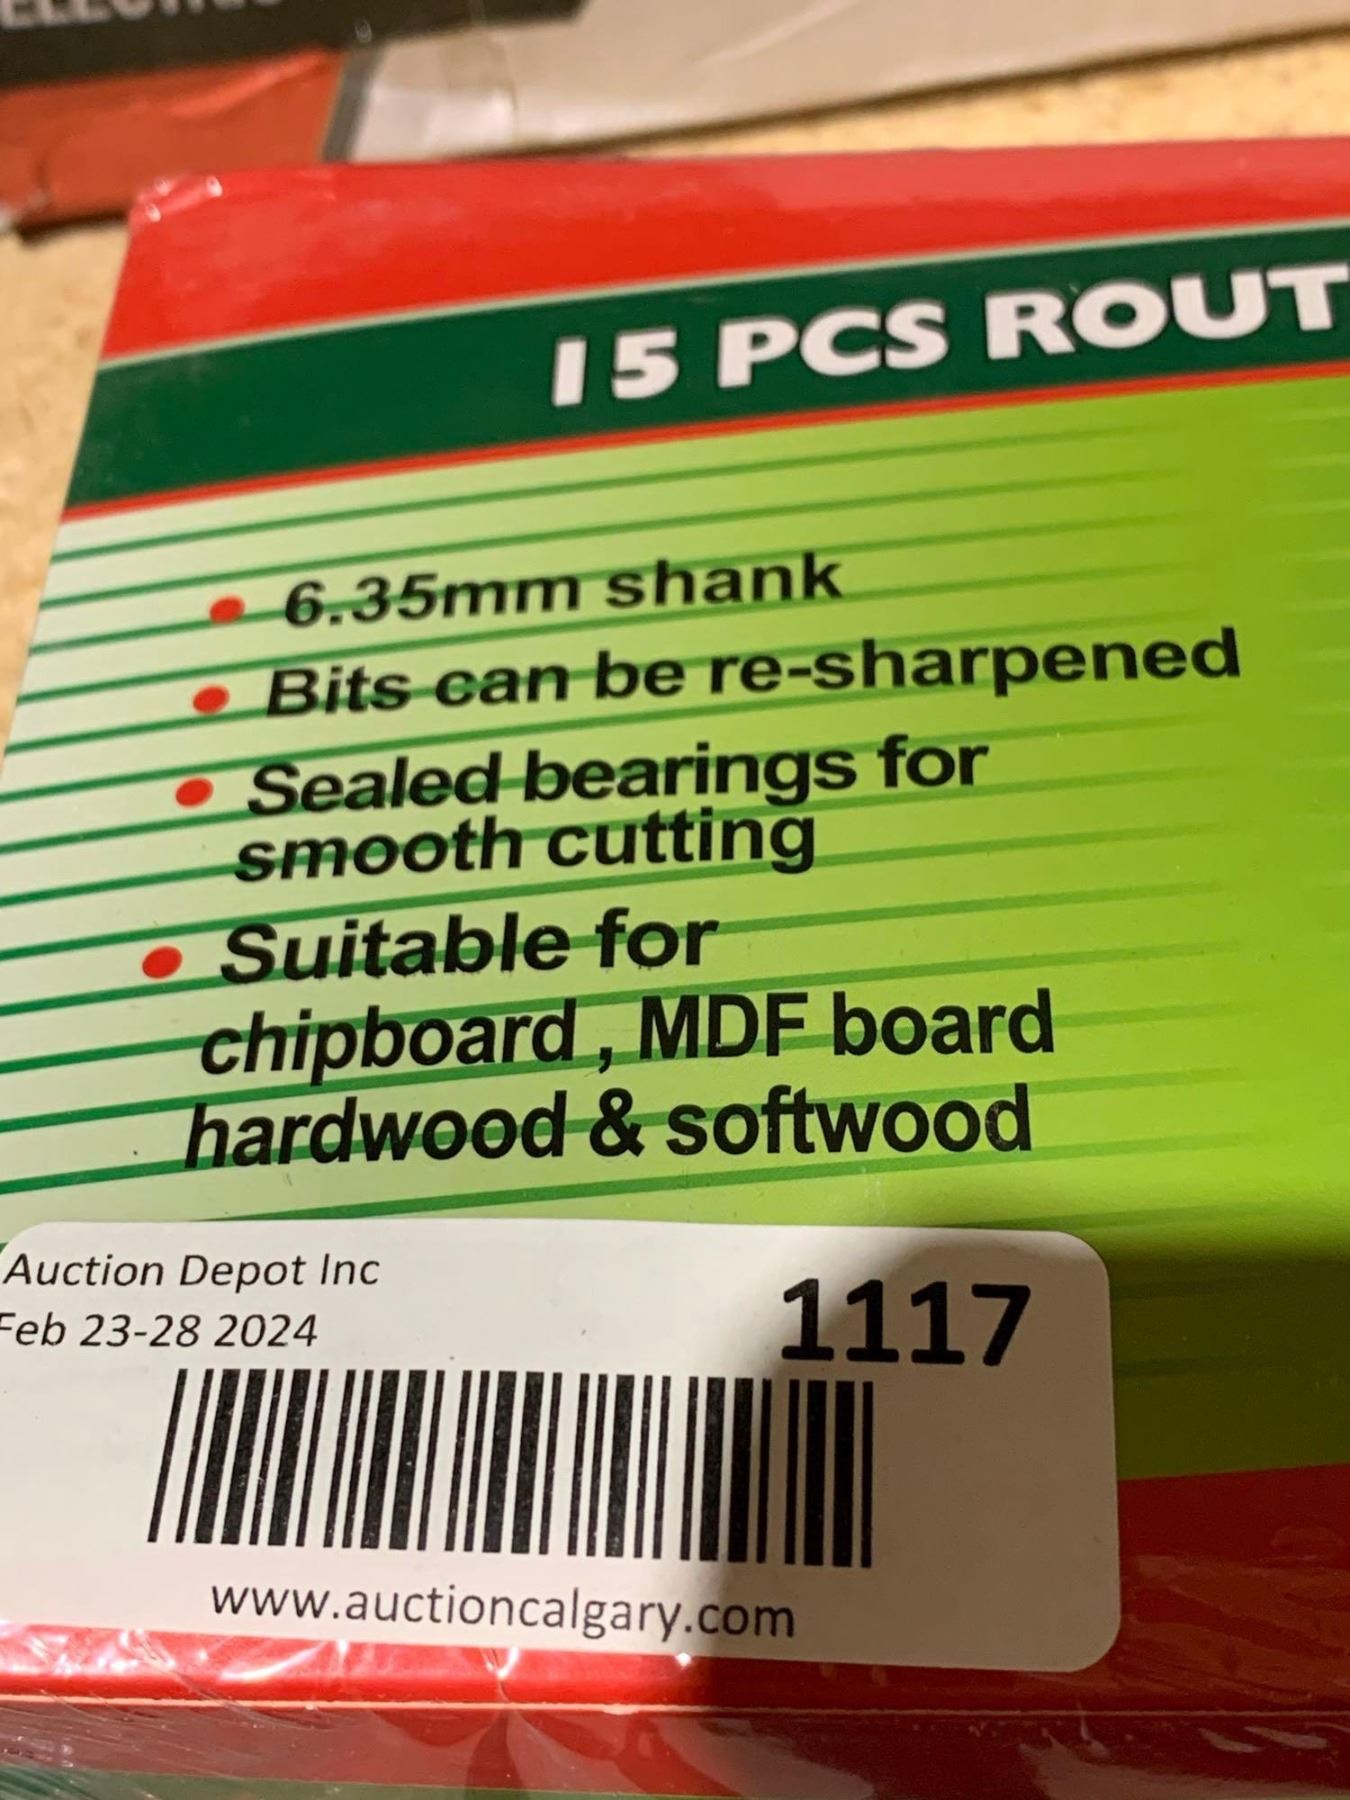 15 PCS ROUT
6.35mm shank
Bits can be re-sharpened
Sealed bearings for
smooth cutting
Suitable for
chipboard , MDF board
hardwood & softwood
Auction Depot Inc
Feb 23-28 2024
1117
www.auctioncalgary.com